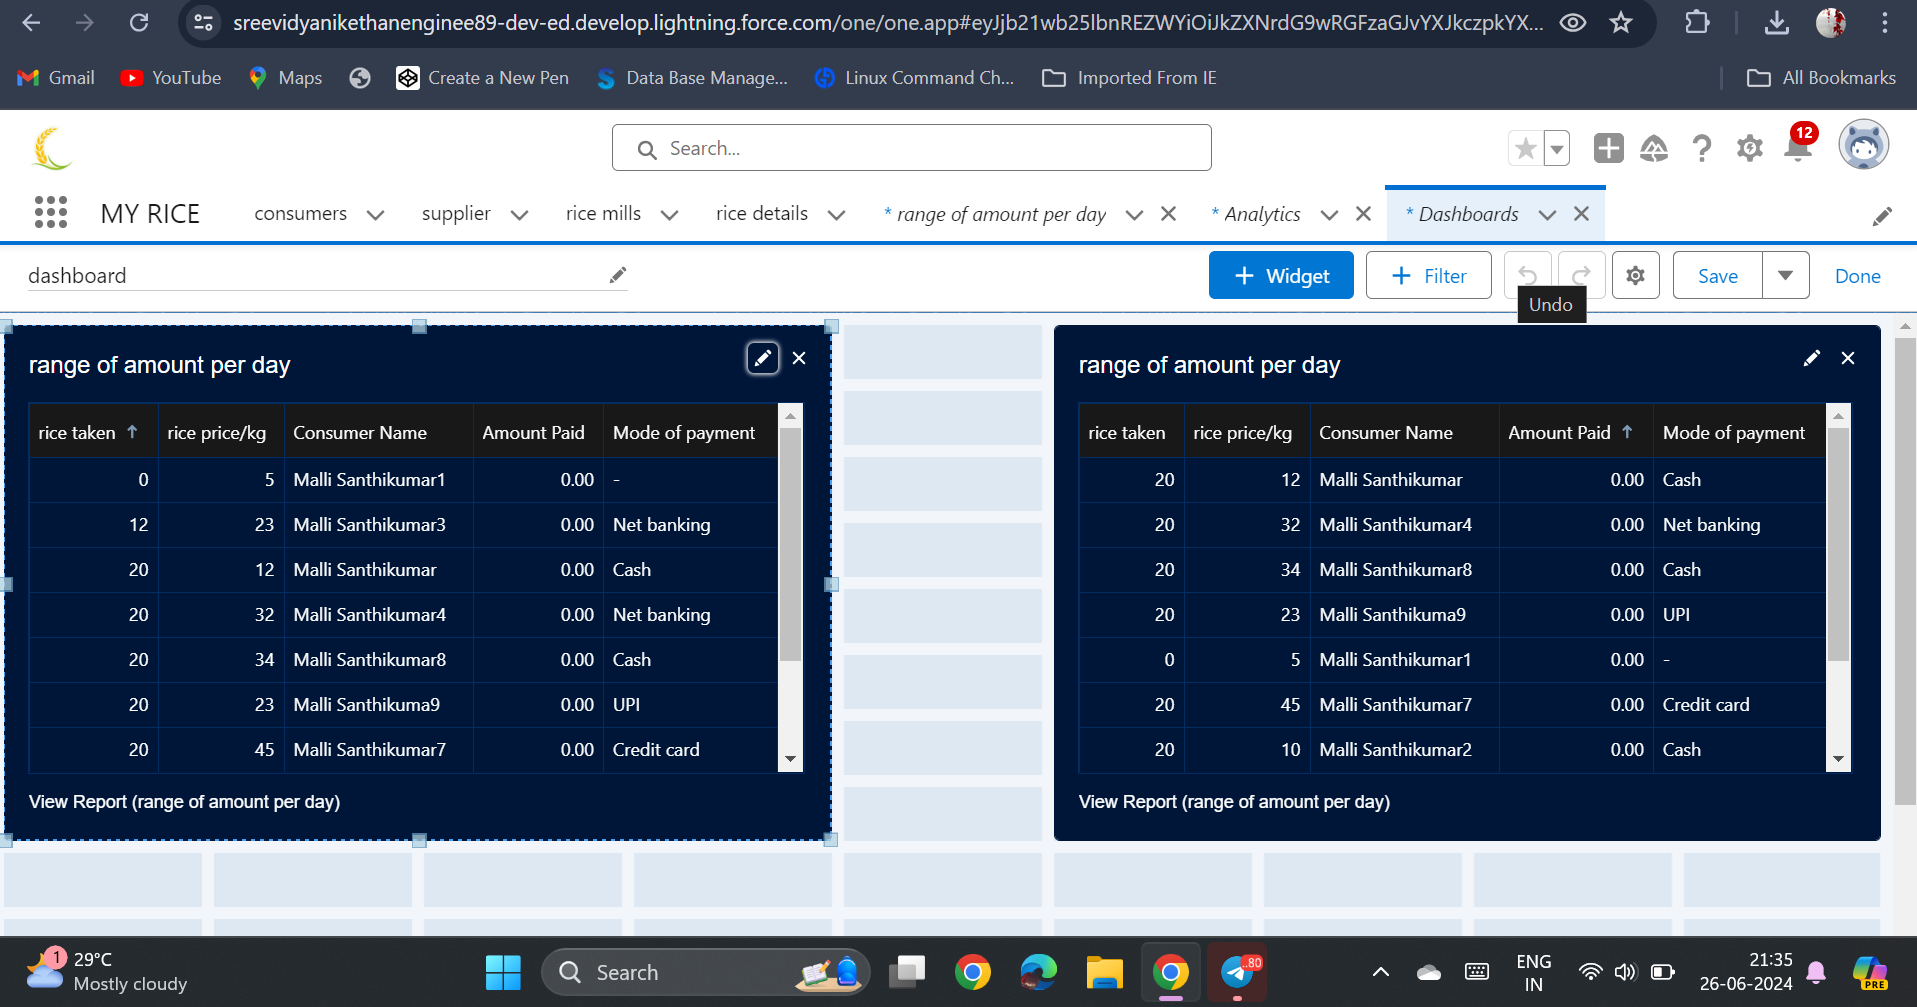 sreevidyanikethanenginee89-dev-ed.develop.lightning.force.com/one/one.app#eyJjb21wb25lbnREZWYiOiJkZXNrdG9wRGFzaGJvYXJkczpkYX...
Gmail YouTube Maps Create a New Pen Data Base Manage... Linux Command Ch... Imported From IE All Bookmarks
Search... 12
MY RICE consumers supplier rice mills rice details * range of amount per day * Analytics * Dashboards
dashboard + Widget + Filter Save Done
Undo
range of amount per day
rice taken ↑ rice price/kg Consumer Name Amount Paid Mode of payment
0 5 Malli Santhikumar1 0.00 -
12 23 Malli Santhikumar3 0.00 Net banking
20 12 Malli Santhikumar 0.00 Cash
20 32 Malli Santhikumar4 0.00 Net banking
20 34 Malli Santhikumar8 0.00 Cash
20 23 Malli Santhikuma9 0.00 UPI
20 45 Malli Santhikumar7 0.00 Credit card
View Report (range of amount per day)
range of amount per day
rice taken rice price/kg Consumer Name Amount Paid ↑ Mode of payment
20 12 Malli Santhikumar 0.00 Cash
20 32 Malli Santhikumar4 0.00 Net banking
20 34 Malli Santhikumar8 0.00 Cash
20 23 Malli Santhikuma9 0.00 UPI
0 5 Malli Santhikumar1 0.00 -
20 45 Malli Santhikumar7 0.00 Credit card
20 10 Malli Santhikumar2 0.00 Cash
View Report (range of amount per day)
1 29°C
Mostly cloudy
Search
.80
ENG
IN
21:35
26-06-2024
PRE